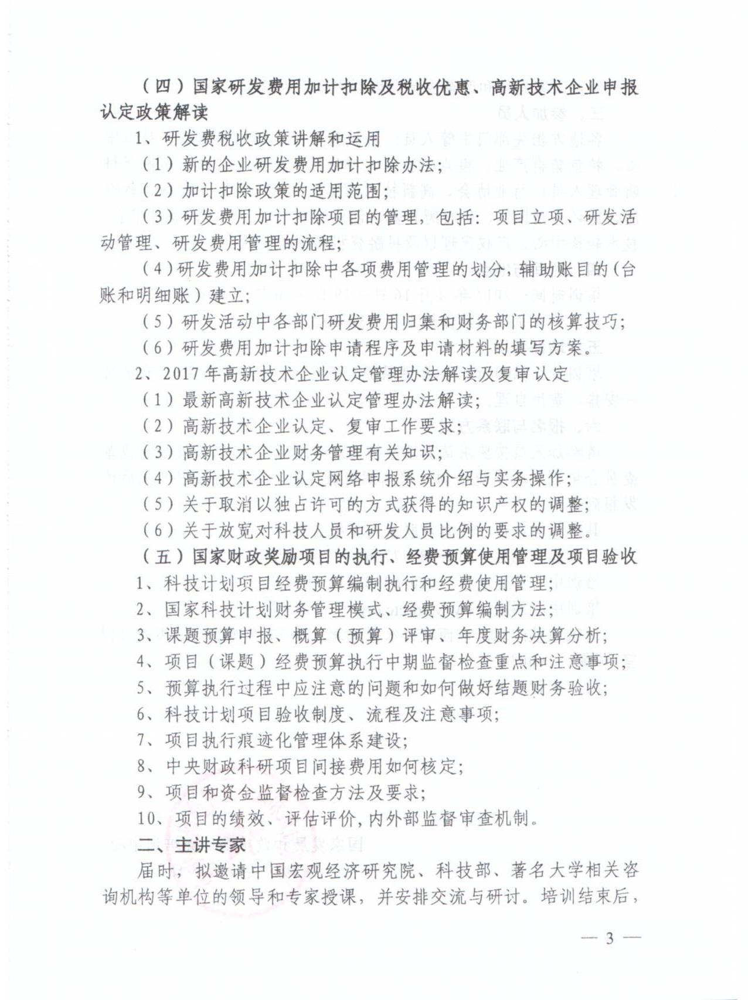 （四）国家研发费用加计扣除及税收优惠、高新技术企业申报
认定政策解读
1、研发费税收政策讲解和运用
（1）新的企业研发费用加计扣除办法；
（2）加计扣除政策的适用范围；
（3）研发费用加计扣除项目的管理，包括：项目立项、研发活
动管理、研发费用管理的流程；
（4）研发费用加计扣除中各项费用管理的划分，辅助账目的（台
账和明细账）建立；
（5）研发活动中各部门研发费用归集和财务部门的核算技巧；
（6）研发费用加计扣除申请程序及申请材料的填写方案。
2、2017年高新技术企业认定管理办法解读及复审认定
（1）最新高新技术企业认定管理办法解读；
（2）高新技术企业认定、复审工作要求；
（3）高新技术企业财务管理有关知识；
（4）高新技术企业认定网络申报系统介绍与实务操作；
（5）关于取消以独占许可的方式获得的知识产权的调整；
（6）关于放宽对科技人员和研发人员比例的要求的调整。
（五）国家财政奖励项目的执行、经费预算使用管理及项目验收
1、科技计划项目经费预算编制执行和经费使用管理；
2、国家科技计划财务管理模式、经费预算编制方法；
3、课题预算申报、概算（预算）评审、年度财务决算分析；
4、项目（课题）经费预算执行中期监督检查重点和注意事项；
5、预算执行过程中应注意的问题和如何做好结题财务验收；
6、科技计划项目验收制度、流程及注意事项；
7、项目执行痕迹化管理体系建设；
8、中央财政科研项目间接费用如何核定；
9、项目和资金监督检查方法及要求；
10、项目的绩效、评估评价，内外部监督审查机制。
二、主讲专家
届时，拟邀请中国宏观经济研究院、科技部、著名大学相关咨
询机构等单位的领导和专家授课，并安排交流与研讨。培训结束后，
— 3 —